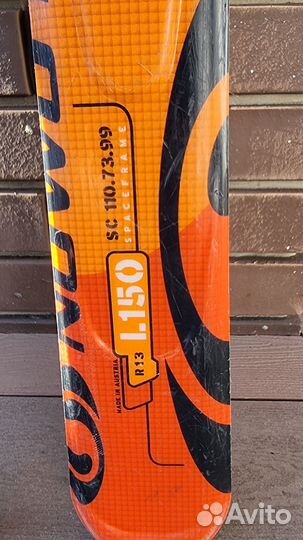 SC 110.73.99
SPACEFRAME
L150
R13
MADE IN AUSTRIA
Avito